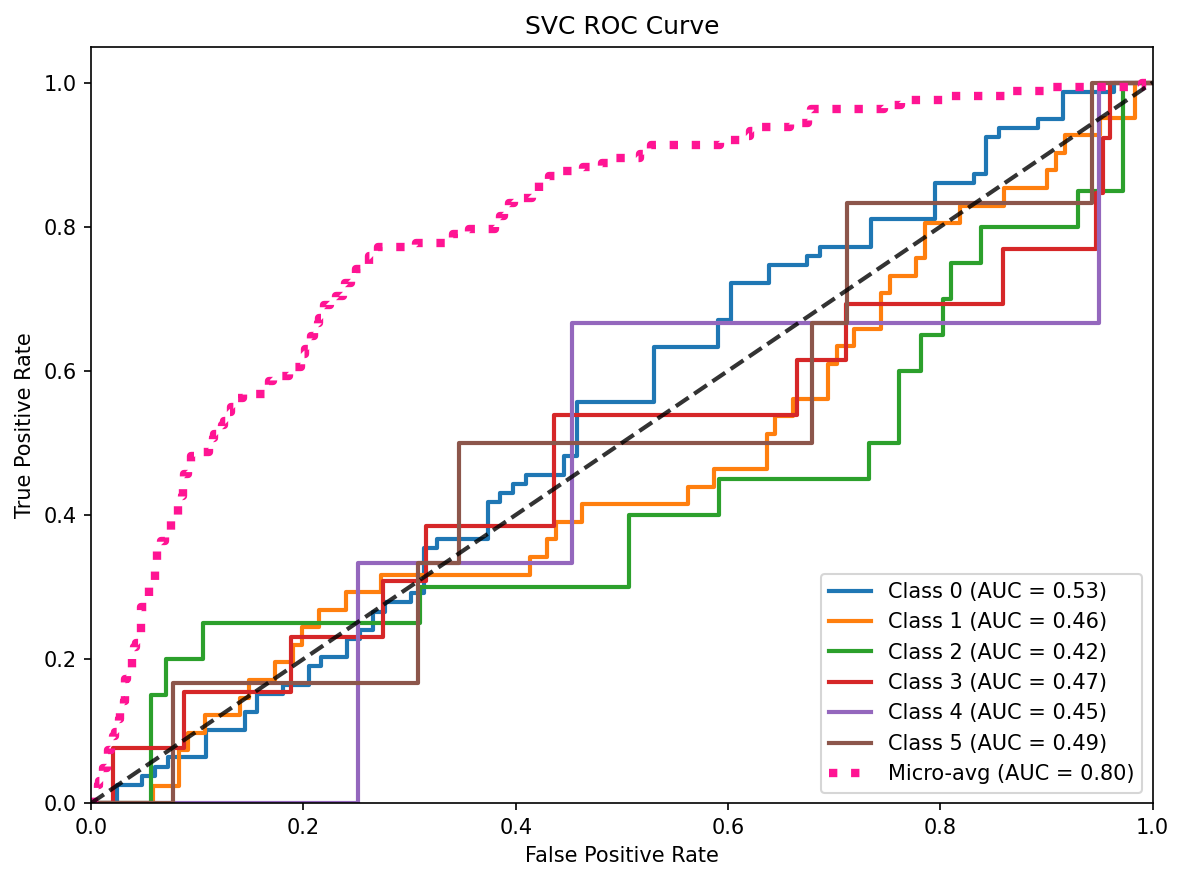 SVC ROC Curve
True Positive Rate
1.0
0.8
0.6
0.4
0.2
0.0
0.0 0.2 0.4 0.6 0.8 1.0
False Positive Rate
Class 0 (AUC = 0.53)
Class 1 (AUC = 0.46)
Class 2 (AUC = 0.42)
Class 3 (AUC = 0.47)
Class 4 (AUC = 0.45)
Class 5 (AUC = 0.49)
Micro-avg (AUC = 0.80)